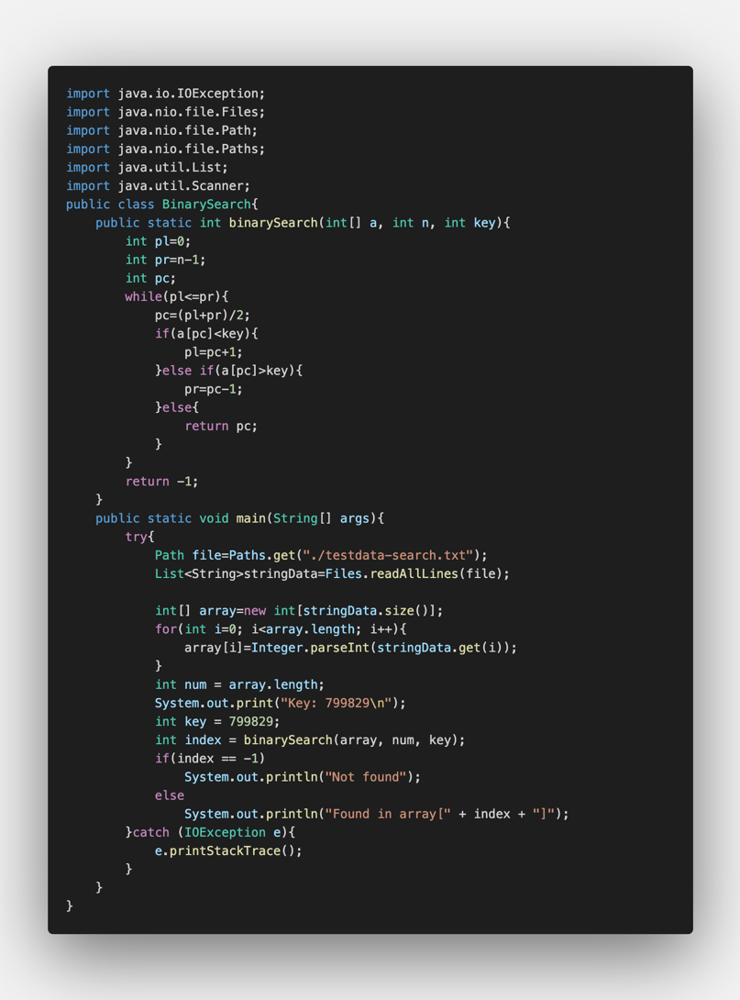 import java.io.IOException;
import java.nio.file.Files;
import java.nio.file.Path;
import java.nio.file.Paths;
import java.util.List;
import java.util.Scanner;
public class BinarySearch{
    public static int binarySearch(int[] a, int n, int key){
        int pl=0;
        int pr=n-1;
        int pc;
        while(pl<=pr){
            pc=(pl+pr)/2;
            if(a[pc]<key){
                pl=pc+1;
            }else if(a[pc]>key){
                pr=pc-1;
            }else{
                return pc;
            }
        }
        return -1;
    }
    public static void main(String[] args){
        try{
            Path file=Paths.get("./testdata-search.txt");
            List<String>stringData=Files.readAllLines(file);

            int[] array=new int[stringData.size()];
            for(int i=0; i<array.length; i++){
                array[i]=Integer.parseInt(stringData.get(i));
            }
            int num = array.length;
            System.out.print("Key: 799829\n");
            int key = 799829;
            int index = binarySearch(array, num, key);
            if(index == -1)
                System.out.println("Not found");
            else
                System.out.println("Found in array[" + index + "]");
        }catch (IOException e){
            e.printStackTrace();
        }
    }
}